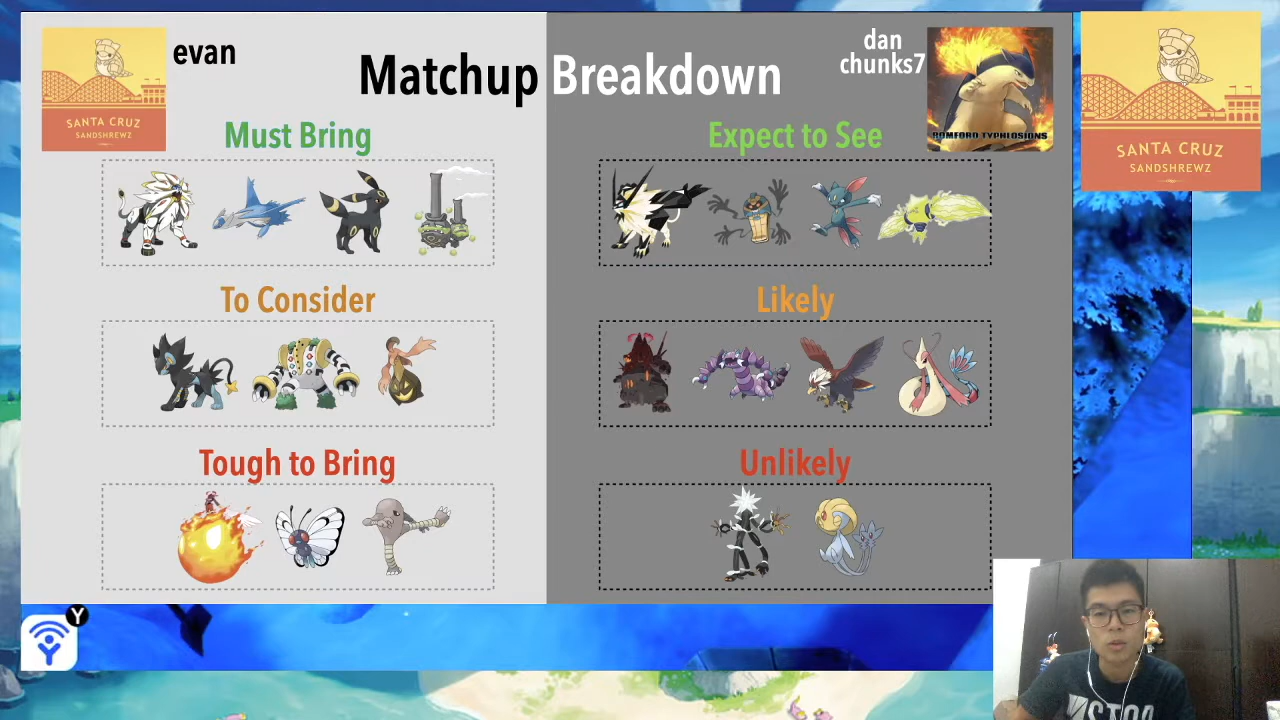 evan
dan
chunks7
Matchup Breakdown
SANTA CRUZ
SANDSHREWZ
ROMFORD TYPHLOSIONS
SANTA CRUZ
SANDSHREWZ
Must Bring
Expect to See
To Consider
Likely
Tough to Bring
Unlikely
Y